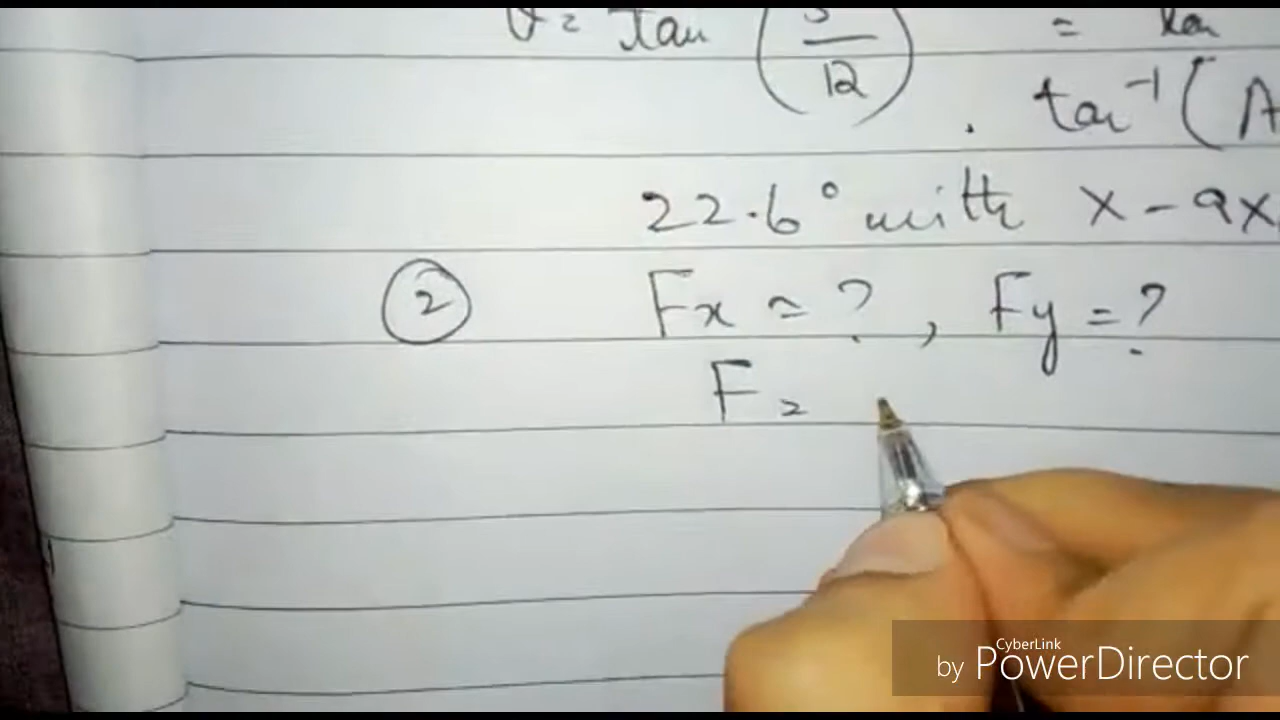 θ = tan ( 5 / 12 ) = tan
. tan⁻¹ ( A
22.6° with x-ax
② Fx = ? , Fy = ?
F =
CyberLink
by PowerDirector